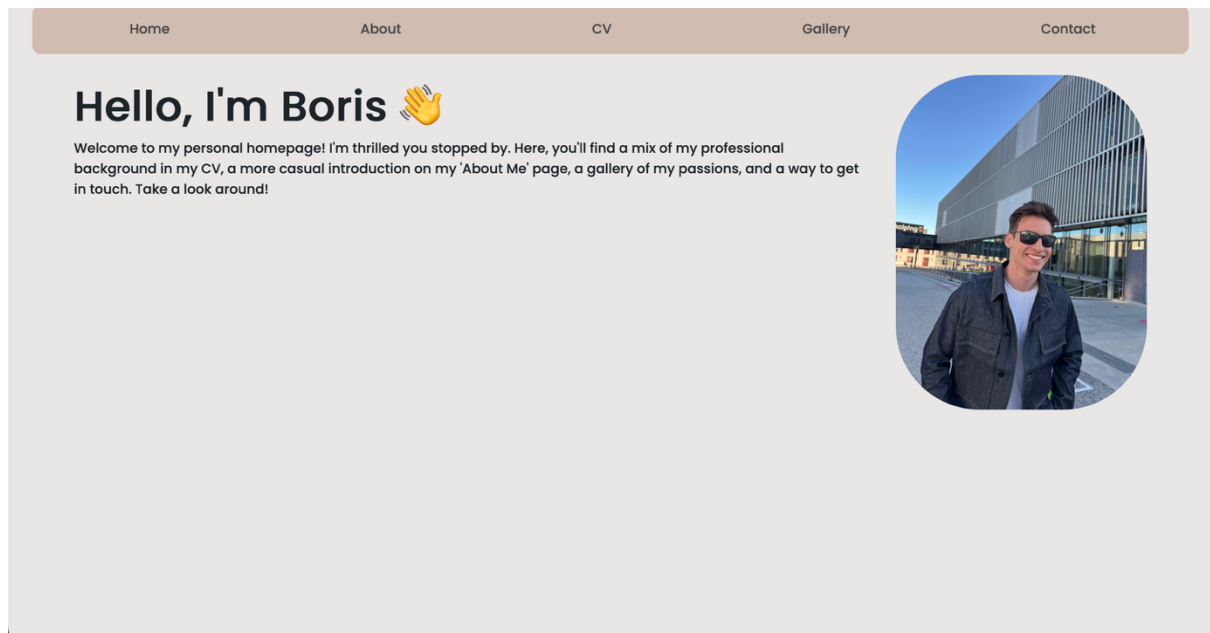 Home About CV Gallery Contact
Hello, I'm Boris 👋
Welcome to my personal homepage! I'm thrilled you stopped by. Here, you'll find a mix of my professional
background in my CV, a more casual introduction on my 'About Me' page, a gallery of my passions, and a way to get
in touch. Take a look around!